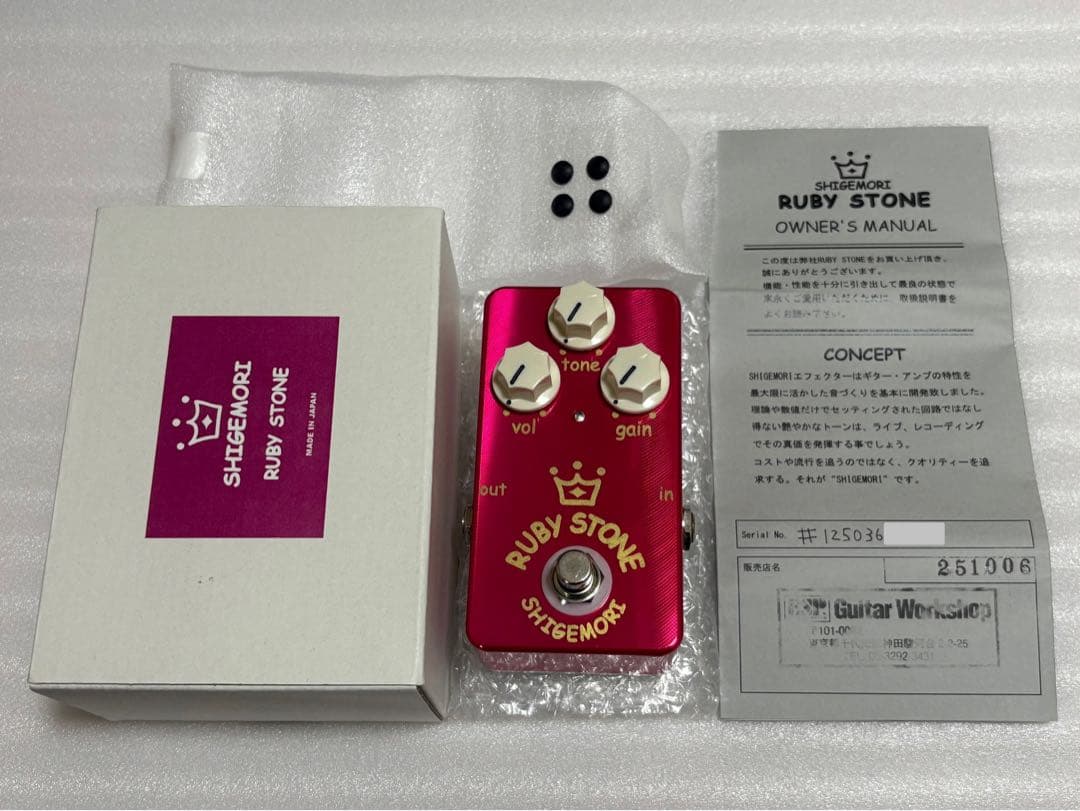 SHIGEMORI
RUBY STONE
MADE IN JAPAN
tone
vol
gain
out
in
RUBY STONE
SHIGEMORI
SHIGEMORI
RUBY STONE
OWNER'S MANUAL
この度は弊社RUBY STONEをお買い上げ頂き、
誠にありがとうございます。
機能・性能を十分に引き出して最良の状態で
末永くご愛用いただくために、取扱説明書を
よくお読み下さい。
CONCEPT
SHIGEMORIエフェクターはギター・アンプの特性を
最大限に活かした音づくりを基本に開発致しました。
理論や数値だけでセッティングされた回路ではなし
得ない艶やかなトーンは、ライブ、レコーディング
でその真価を発揮する事でしょう。
コストや流行を追うのではなく、クオリティーを追
求する。それが "SHIGEMORI" です。
Serial No. #125036
販売店名
251006
Guitar Workshop